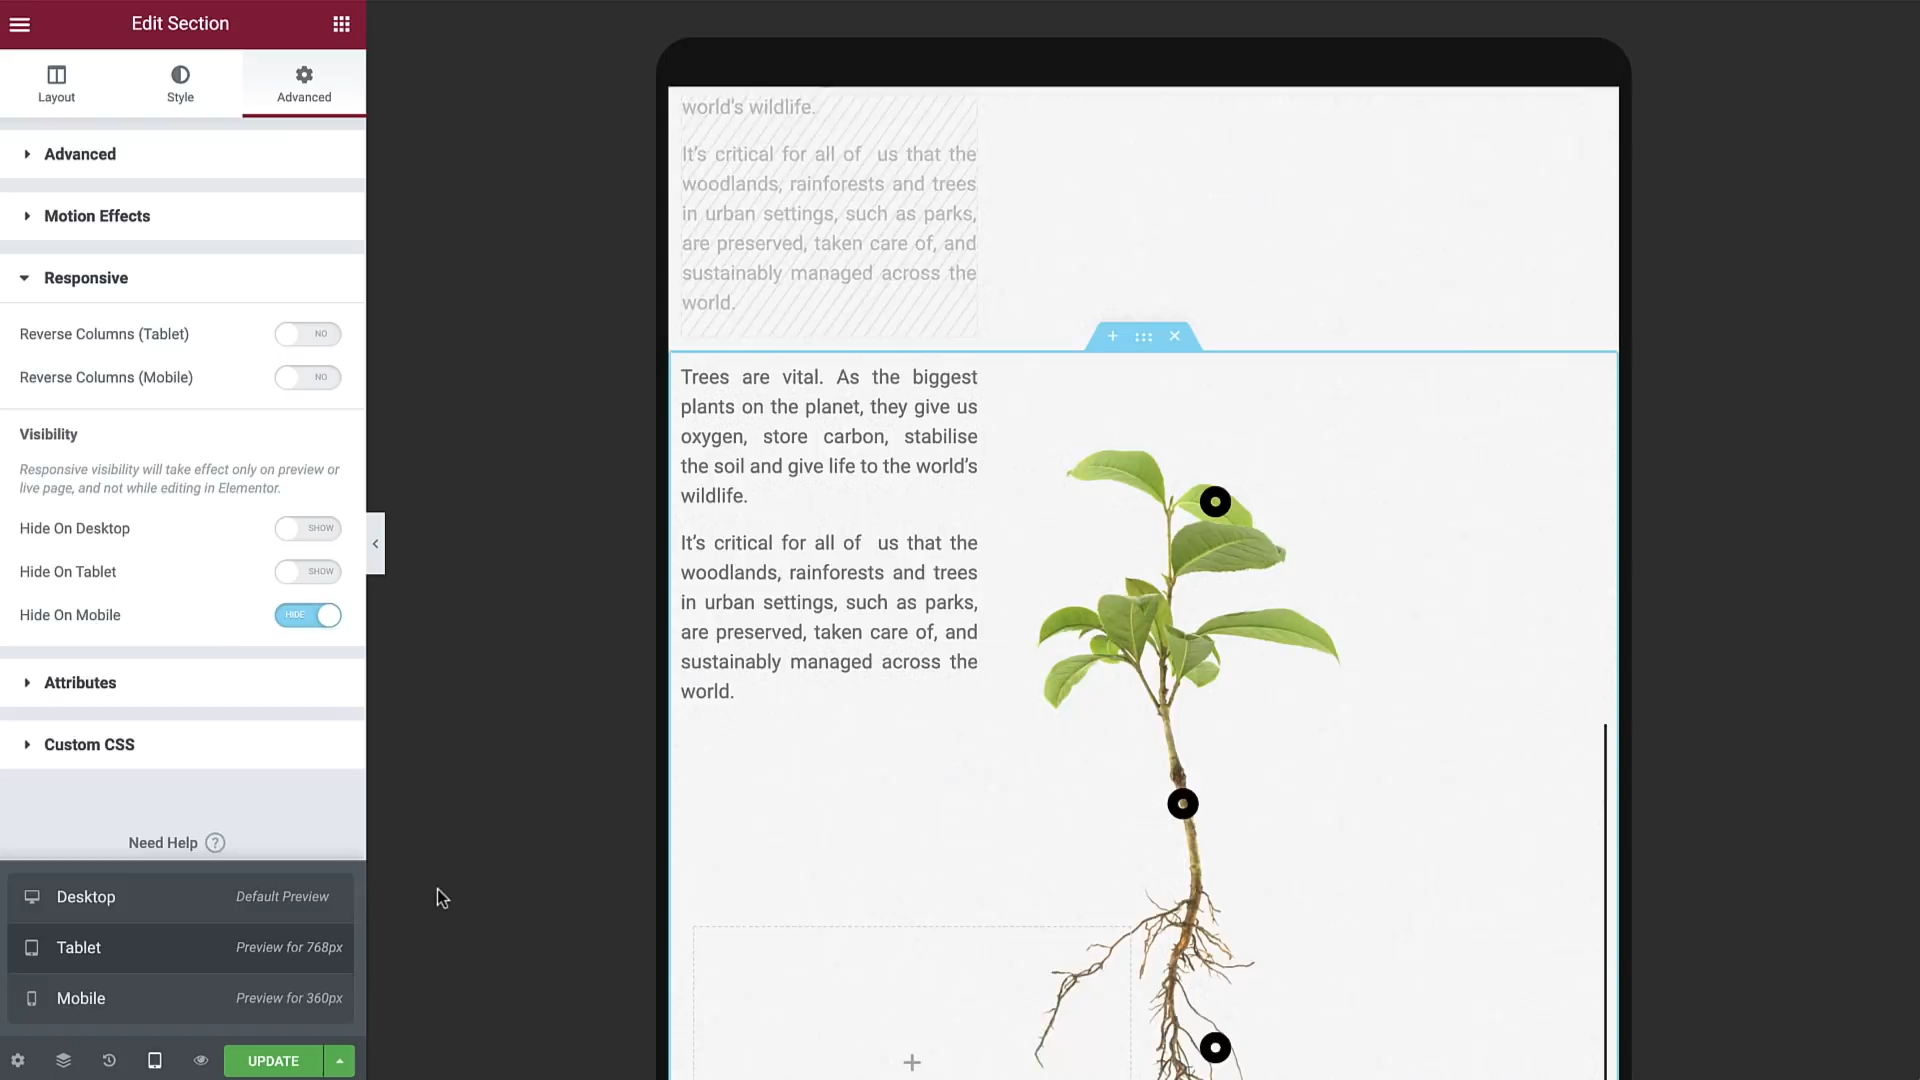 Edit Section
Layout
Style
Advanced
Advanced
Motion Effects
Responsive
Reverse Columns (Tablet)
NO
Reverse Columns (Mobile)
NO
Visibility
Responsive visibility will take effect only on preview or
live page, and not while editing in Elementor.
Hide On Desktop
SHOW
Hide On Tablet
SHOW
Hide On Mobile
HIDE
Attributes
Custom CSS
Need Help ?
Desktop
Default Preview
Tablet
Preview for 768px
Mobile
Preview for 360px
UPDATE
world's wildlife.
It's critical for all of us that the
woodlands, rainforests and trees
in urban settings, such as parks,
are preserved, taken care of, and
sustainably managed across the
world.
Trees are vital. As the biggest
plants on the planet, they give us
oxygen, store carbon, stabilise
the soil and give life to the world's
wildlife.
It's critical for all of us that the
woodlands, rainforests and trees
in urban settings, such as parks,
are preserved, taken care of, and
sustainably managed across the
world.